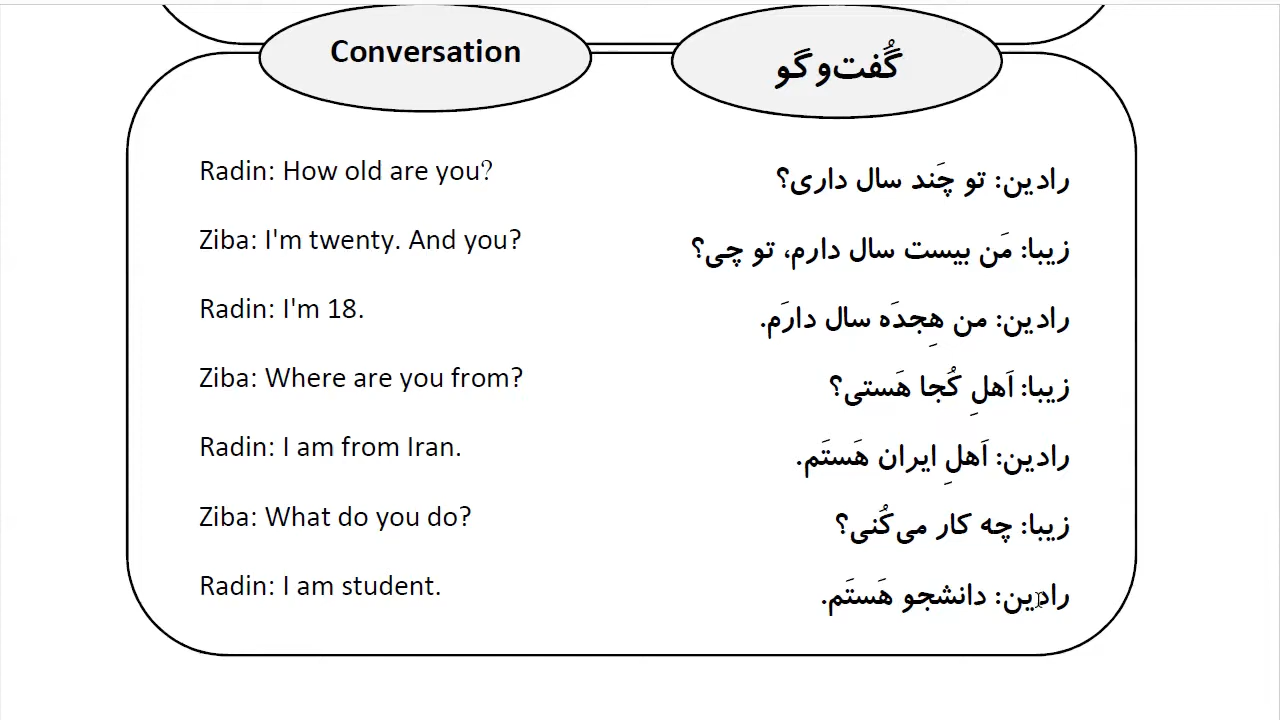 Conversation
گُفت‌وگو
Radin: How old are you?
رادین: تو چَند سال داری؟
Ziba: I'm twenty. And you?
زیبا: مَن بیست سال دارم، تو چی؟
Radin: I'm 18.
رادین: من هِجدَه سال دارَم.
Ziba: Where are you from?
زیبا: اَهلِ کُجا هَستی؟
Radin: I am from Iran.
رادین: اَهلِ ایران هَستَم.
Ziba: What do you do?
زیبا: چه کار می‌کُنی؟
Radin: I am student.
رادین: دانشجو هَستَم.